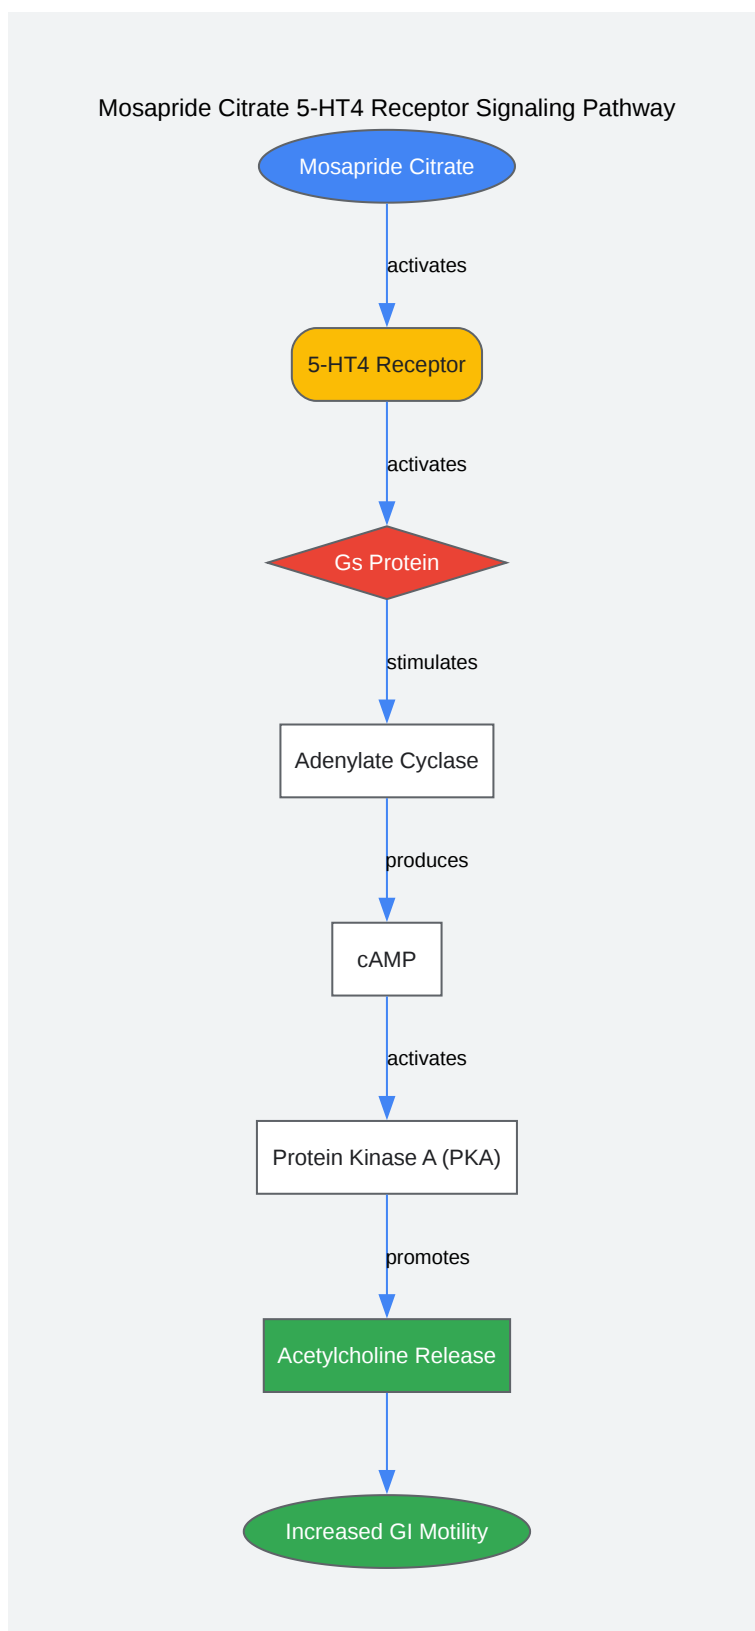 Mosapride Citrate 5-HT4 Receptor Signaling Pathway
Mosapride Citrate
activates
5-HT4 Receptor
activates
Gs Protein
stimulates
Adenylate Cyclase
produces
cAMP
activates
Protein Kinase A (PKA)
promotes
Acetylcholine Release
Increased GI Motility